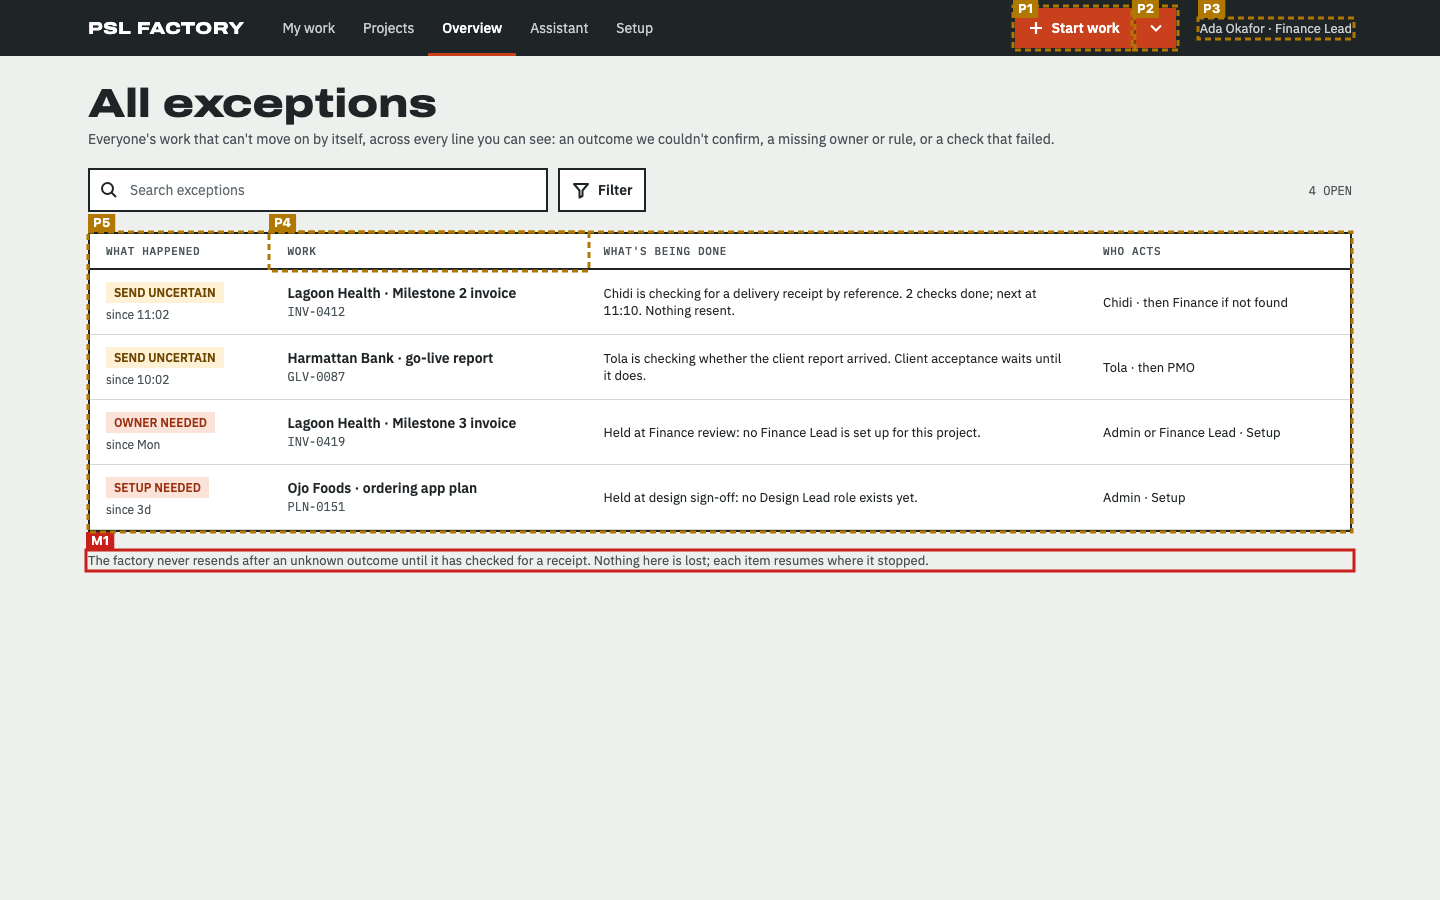 PSL FACTORY
My work
Projects
Overview
Assistant
Setup
P1
Start work
P2
P3
Ada Okafor · Finance Lead
All exceptions
Everyone's work that can't move on by itself, across every line you can see: an outcome we couldn't confirm, a missing owner or rule, or a check that failed.
Search exceptions
Filter
4 OPEN
P5
P4
WHAT HAPPENED
WORK
WHAT'S BEING DONE
WHO ACTS
SEND UNCERTAIN
since 11:02
Lagoon Health · Milestone 2 invoice
INV-0412
Chidi is checking for a delivery receipt by reference. 2 checks done; next at
11:10. Nothing resent.
Chidi · then Finance if not found
SEND UNCERTAIN
since 10:02
Harmattan Bank · go-live report
GLV-0087
Tola is checking whether the client report arrived. Client acceptance waits until
it does.
Tola · then PMO
OWNER NEEDED
since Mon
Lagoon Health · Milestone 3 invoice
INV-0419
Held at Finance review: no Finance Lead is set up for this project.
Admin or Finance Lead · Setup
SETUP NEEDED
since 3d
Ojo Foods · ordering app plan
PLN-0151
Held at design sign-off: no Design Lead role exists yet.
Admin · Setup
M1
The factory never resends after an unknown outcome until it has checked for a receipt. Nothing here is lost; each item resumes where it stopped.